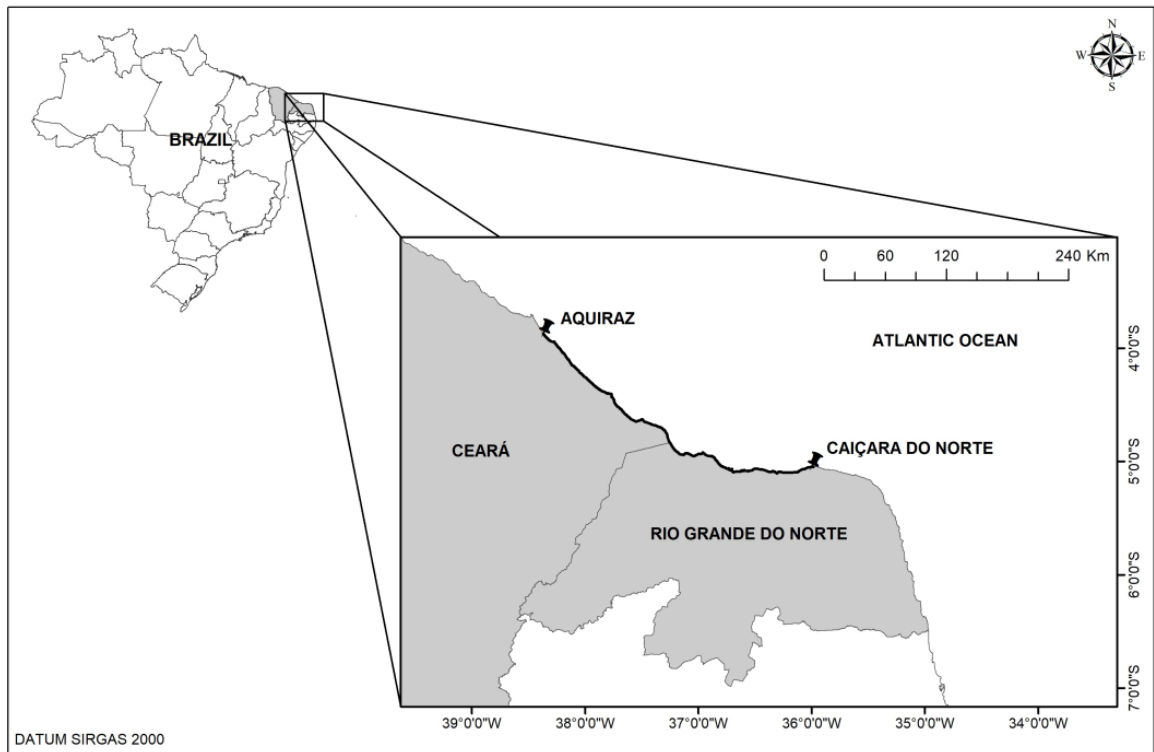 N
W E
S
BRAZIL
0 60 120 240 Km
AQUIRAZ
ATLANTIC OCEAN
CEARÁ
CAIÇARA DO NORTE
RIO GRANDE DO NORTE
4°0'0"S
5°0'0"S
6°0'0"S
7°0'0"S
39°0'0"W 38°0'0"W 37°0'0"W 36°0'0"W 35°0'0"W 34°0'0"W
DATUM SIRGAS 2000